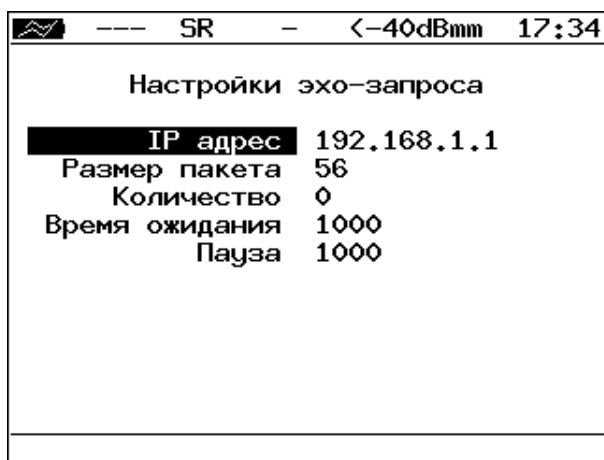 --- SR - <-40dBmm 17:34
Настройки эхо-запроса
IP адрес 192.168.1.1
Размер пакета 56
Количество 0
Время ожидания 1000
Пауза 1000